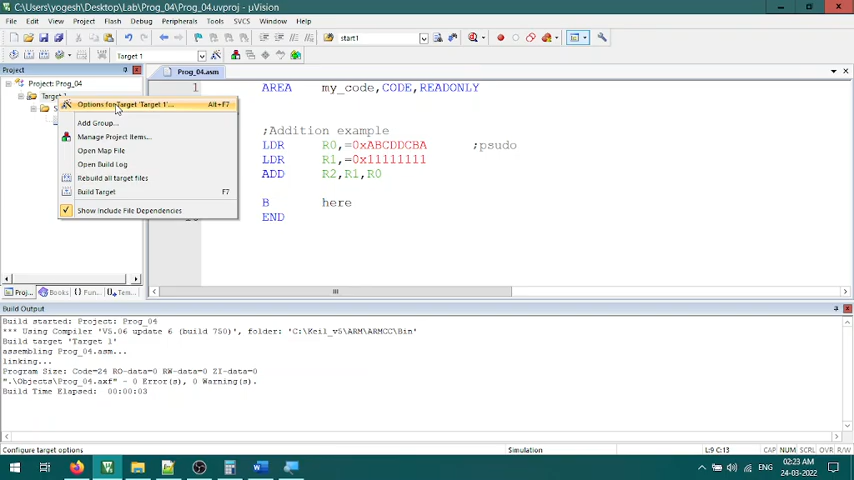 C:\Users\yogesh\Desktop\Lab\Prog_04\Prog_04.uvproj - µVision
File Edit View Project Flash Debug Peripherals Tools SVCS Window Help
start1
Target 1
Project
Prog_04.asm
Project: Prog_04
Target 1
Options for Target 'Target 1'... Alt+F7
Add Group...
Manage Project Items...
Open Map File
Open Build Log
Rebuild all target files
Build Target F7
Show Include File Dependencies
1 AREA my_code,CODE,READONLY
;Addition example
LDR R0,=0xABCDDCBA ;psudo
LDR R1,=0x11111111
ADD R2,R1,R0
B here
END
Proj... Books Fun... Tem...
Build Output
Build started: Project: Prog_04
*** Using Compiler 'V5.06 update 6 (build 750)', folder: 'C:\Keil_v5\ARM\ARMCC\Bin'
Build target 'Target 1'
assembling Prog_04.asm...
linking...
Program Size: Code=24 RO-data=0 RW-data=0 ZI-data=0
".\Objects\Prog_04.axf" - 0 Error(s), 0 Warning(s).
Build Time Elapsed: 00:00:03
Configure target options Simulation L:9 C:13 CAP NUM SCRL OVR R/W
ENG 02:23 AM
24-03-2022